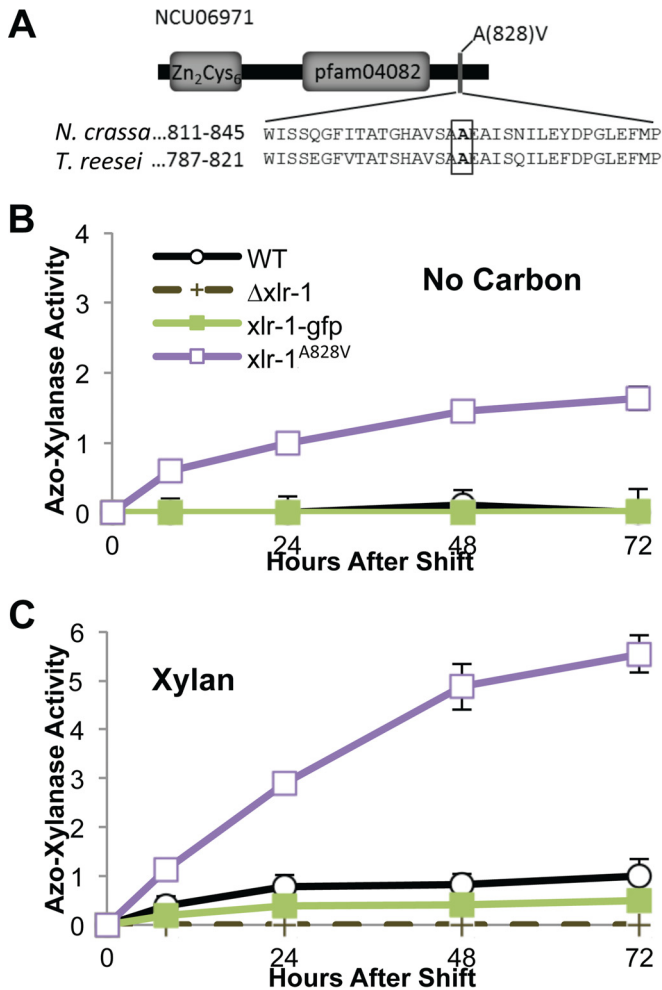 A
NCU06971
A(828)V
Zn2Cys6
pfam04082
N. crassa...811-845 WISSQGFITATGHAVSAAEAISNILEYDPGLEFMP
T. reesei...787-821 WISSEGFVTATSHAVSAAEAISQILEFDPGLEFMP
B
Azo-Xylanase Activity
4
3
2
1
0
WT
Δxlr-1
xlr-1-gfp
xlr-1A828V
No Carbon
0 24 48 72
Hours After Shift
C
Azo-Xylanase Activity
6
5
4
3
2
1
0
Xylan
0 24 48 72
Hours After Shift